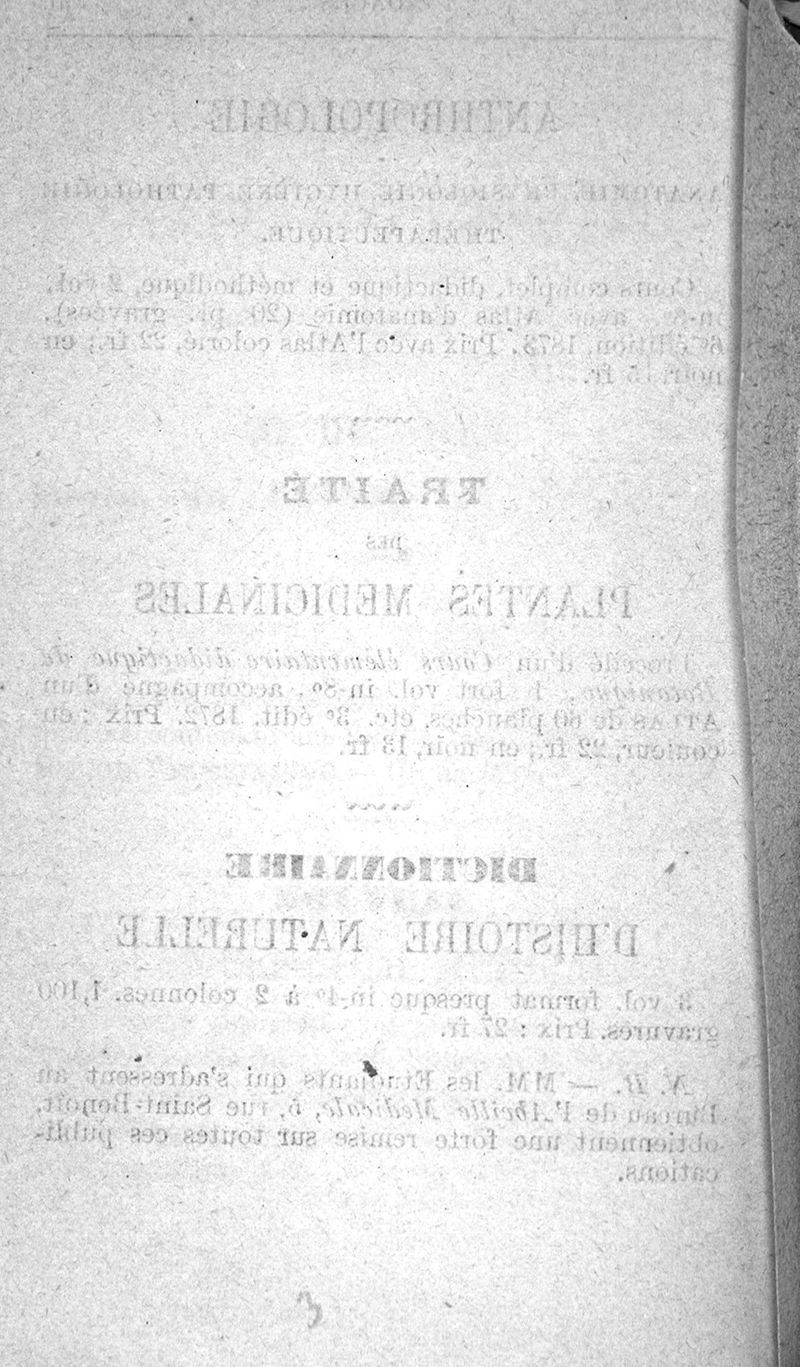 ANTHROPOLOGIE
ANATOMIE, PHYSIOLOGIE, HYGIÈNE, PATHOLOGIE
THÉRAPEUTIQUE.
Cours complet, didactique et méthodique, 2 vol.
in-8°, avec Atlas d'anatomie (20 pl. gravées).
6e édition, 1873. Prix avec l'Atlas colorié, 22 fr.; en
noir, 15 fr.
TRAITÉ
DES
PLANTES MÉDICINALES
Précédé d'un Cours élémentaire didactique de
Botanique, 1 fort vol. in-8°, accompagné d'un
ATLAS de 60 planches, etc. 3e édit. 1872. Prix : en
couleur, 22 fr.; en noir, 13 fr.
DICTIONNAIRE
D'HISTOIRE NATURELLE
3 vol. format presque in-4° à 2 colonnes. 1,100
gravures. Prix : 27 fr.
N. B. — MM. les Etudiants qui s'adressent au
Bureau de l'Abeille Médicale, 5, rue Saint-Benoît,
obtiennent une forte remise sur toutes ces publi-
cations.
3